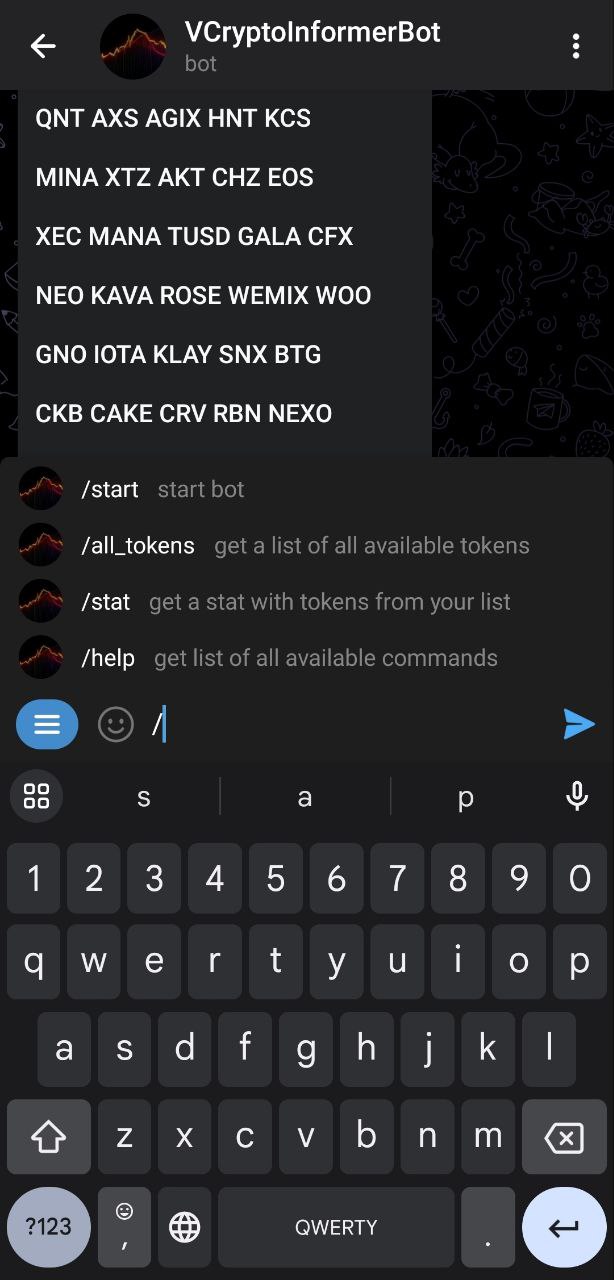 VCryptoInformerBot
bot
QNT AXS AGIX HNT KCS
MINA XTZ AKT CHZ EOS
XEC MANA TUSD GALA CFX
NEO KAVA ROSE WEMIX WOO
GNO IOTA KLAY SNX BTG
CKB CAKE CRV RBN NEXO
/start start bot
/all_tokens get a list of all available tokens
/stat get a stat with tokens from your list
/help get list of all available commands
/
s a p
1 2 3 4 5 6 7 8 9 0
q w e r t y u i o p
a s d f g h j k l
z x c v b n m
?123 , QWERTY .